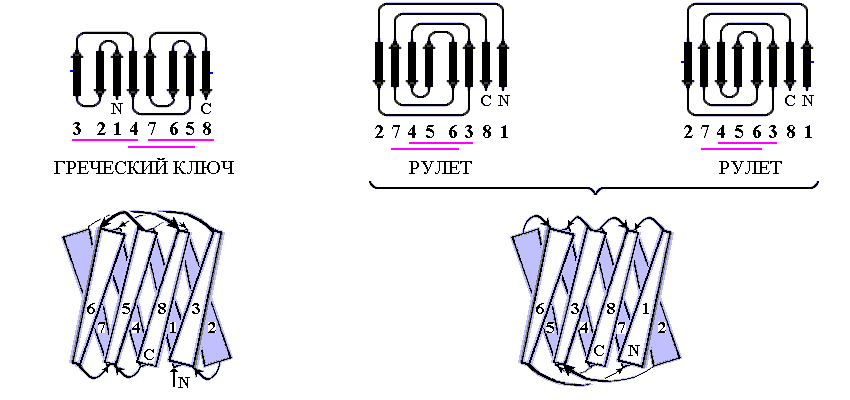 N C
3 2 1 4 7 6 5 8
ГРЕЧЕСКИЙ КЛЮЧ
C N
2 7 4 5 6 3 8 1
РУЛЕТ
C N
2 7 4 5 6 3 8 1
РУЛЕТ
6 5 8 3
7 4 1 2
C
N
6 3 8 1
5 4 7 2
C N